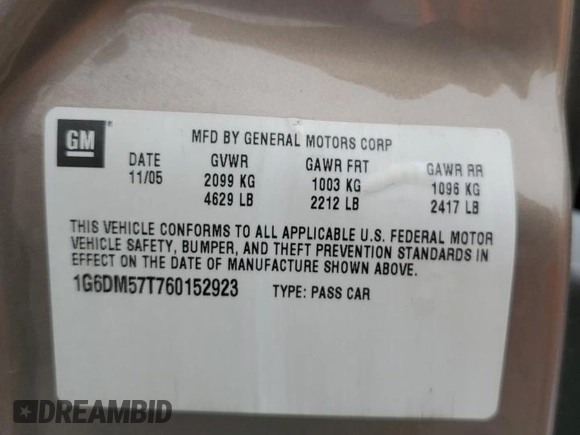 GM ®
MFD BY GENERAL MOTORS CORP
DATE GVWR GAWR FRT GAWR RR
11/05 2099 KG 1003 KG 1096 KG
4629 LB 2212 LB 2417 LB
THIS VEHICLE CONFORMS TO ALL APPLICABLE U.S. FEDERAL MOTOR
VEHICLE SAFETY, BUMPER, AND THEFT PREVENTION STANDARDS IN
EFFECT ON THE DATE OF MANUFACTURE SHOWN ABOVE.
1G6DM57T760152923 TYPE: PASS CAR
DREAMBID